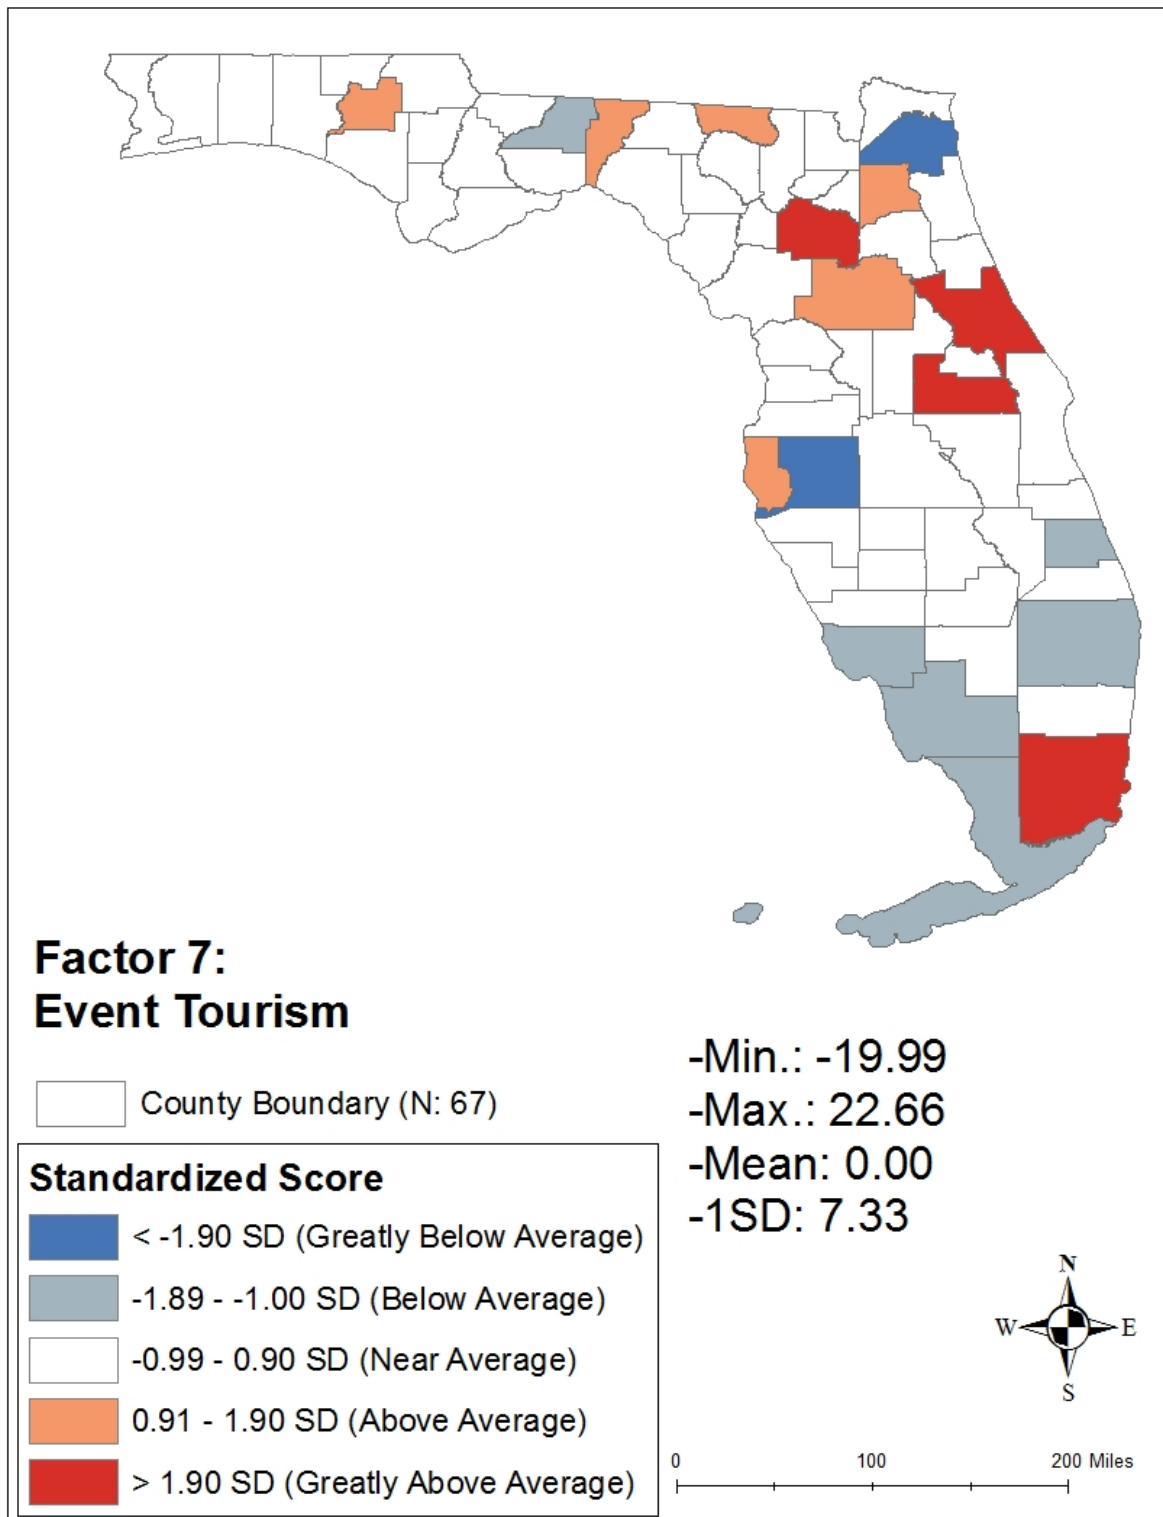 Factor 7:
Event Tourism
County Boundary (N: 67)
Standardized Score
< -1.90 SD (Greatly Below Average)
-1.89 - -1.00 SD (Below Average)
-0.99 - 0.90 SD (Near Average)
0.91 - 1.90 SD (Above Average)
> 1.90 SD (Greatly Above Average)
-Min.: -19.99
-Max.: 22.66
-Mean: 0.00
-1SD: 7.33
N
W E
S
0 100 200 Miles